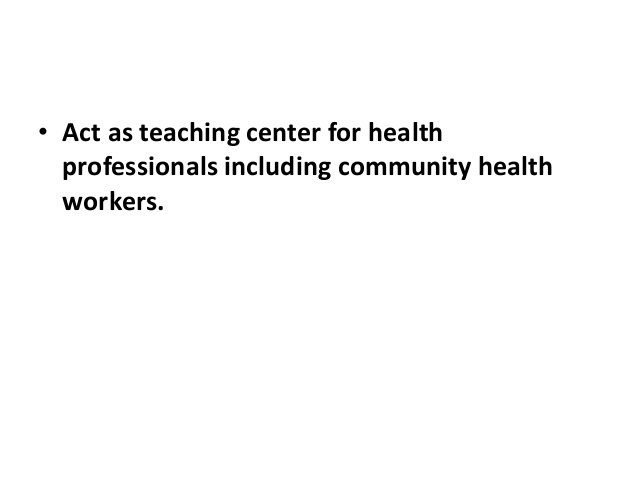 • Act as teaching center for health
professionals including community health
workers.